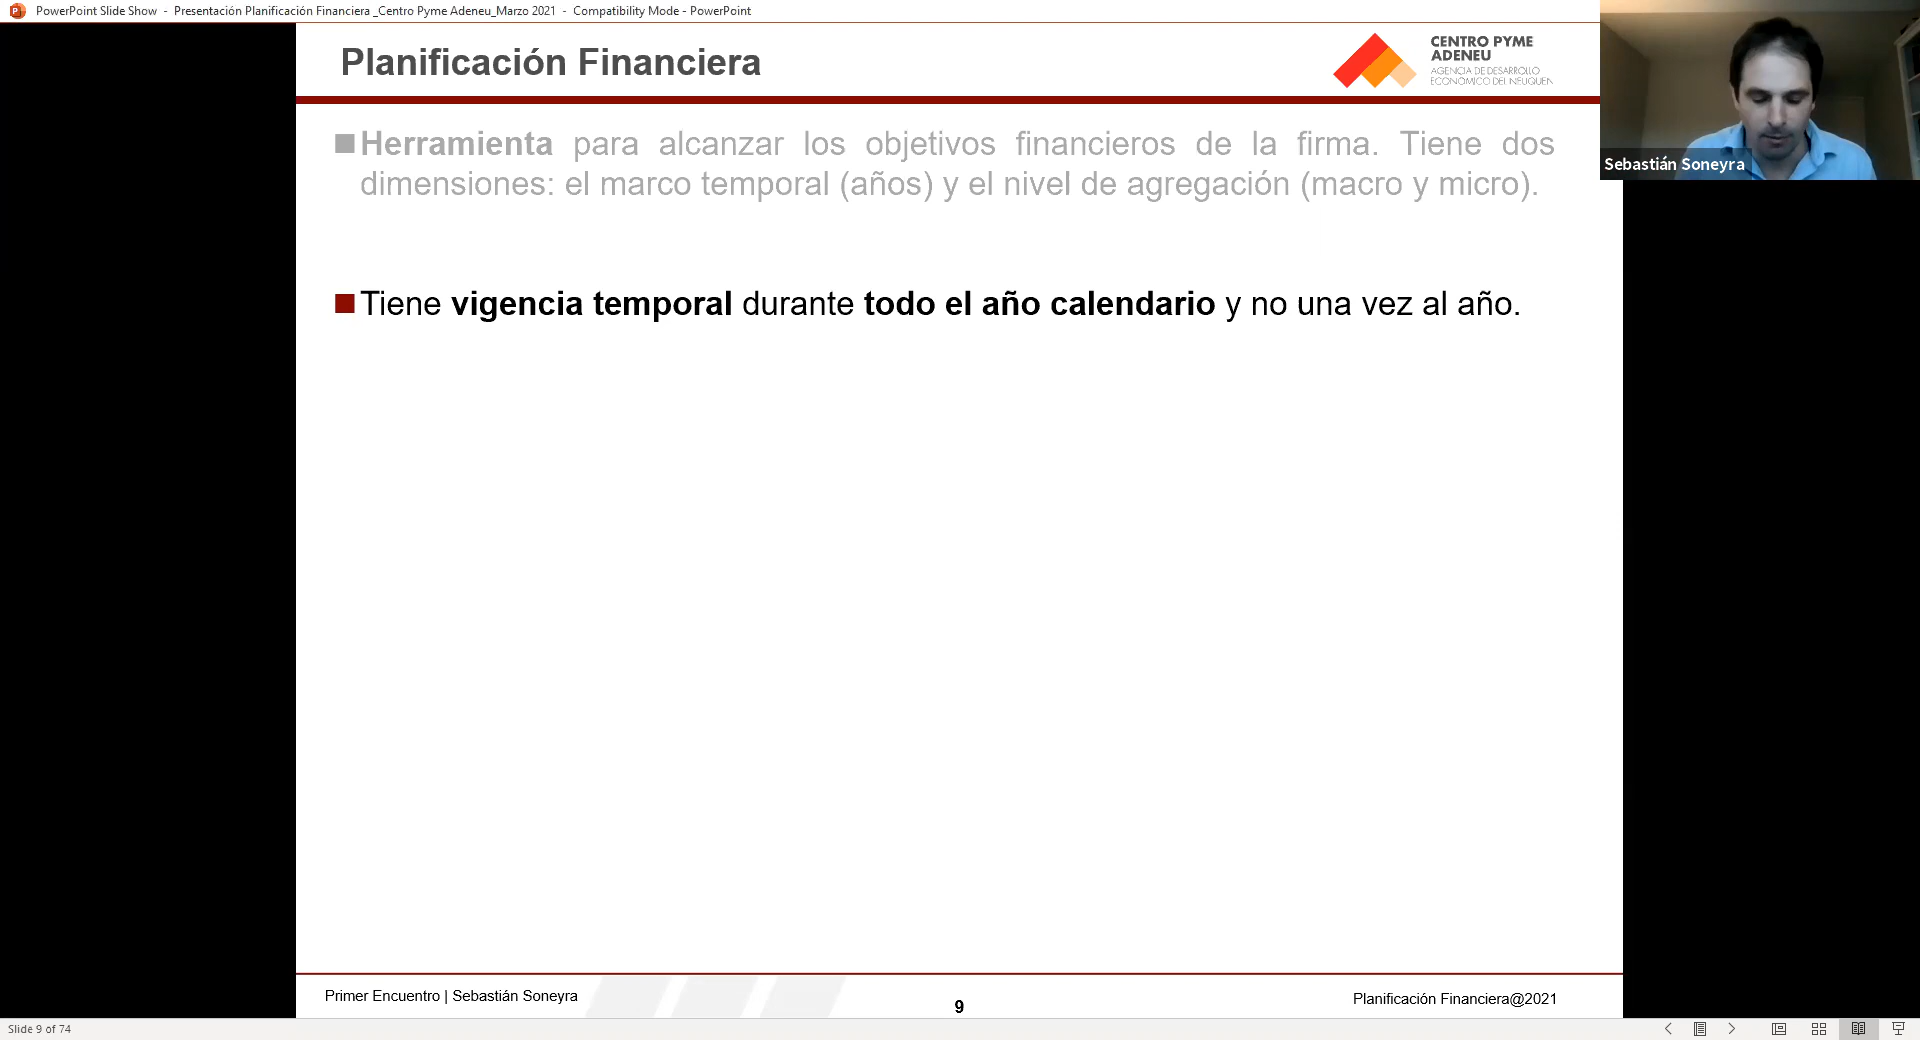 PowerPoint Slide Show - Presentación Planificación Financiera _Centro Pyme Adeneu_Marzo 2021 - Compatibility Mode - PowerPoint
Planificación Financiera
CENTRO PYME
ADENEU
AGENCIA DE DESARROLLO
ECONOMICO DEL NEUQUEN
Sebastián Soneyra
Herramienta para alcanzar los objetivos financieros de la firma. Tiene dos
dimensiones: el marco temporal (años) y el nivel de agregación (macro y micro).
Tiene vigencia temporal durante todo el año calendario y no una vez al año.
Primer Encuentro | Sebastián Soneyra
9
Planificación Financiera@2021
Slide 9 of 74